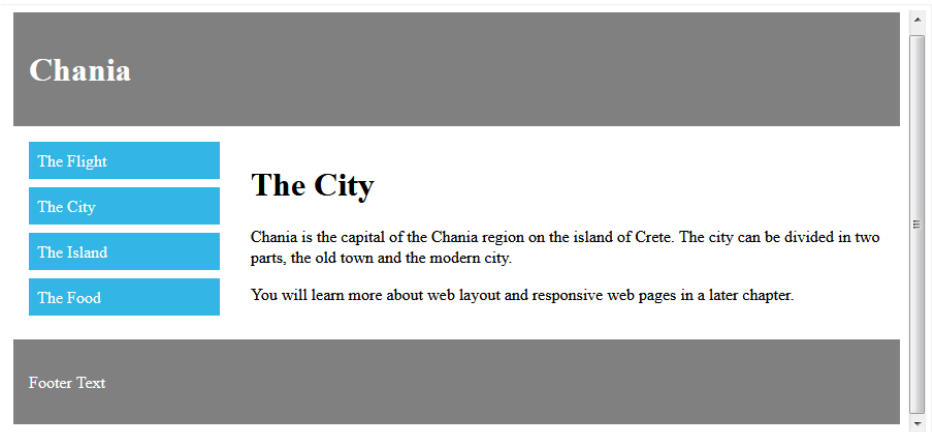 Chania
The Flight
The City
The Island
The Food
The City
Chania is the capital of the Chania region on the island of Crete. The city can be divided in two
parts, the old town and the modern city.
You will learn more about web layout and responsive web pages in a later chapter.
Footer Text